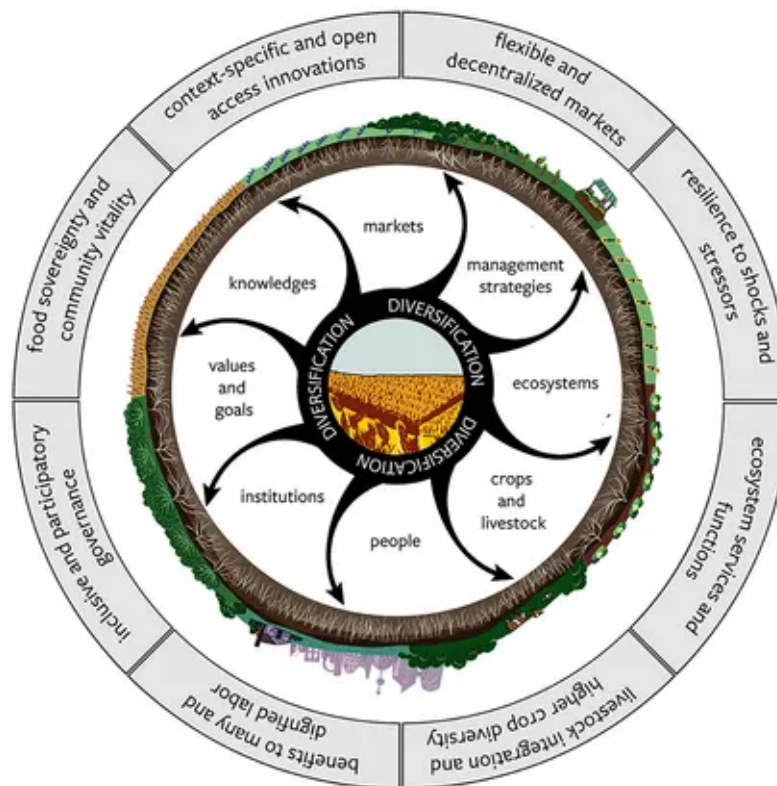 context-specific and open
access innovations
flexible and
decentralized markets
resilience to shocks and
stressors
ecosystem services and
functions
livestock integration and
higher crop diversity
benefits to many and
dignfied labor
inclusive and participatory
governance
food sovereignty and
community vitality
markets
management
strategies
ecosystems
crops
and
livestock
people
institutions
values
and
goals
knowledges
DIVERSIFICATION
DIVERSIFICATION
DIVERSIFICATION